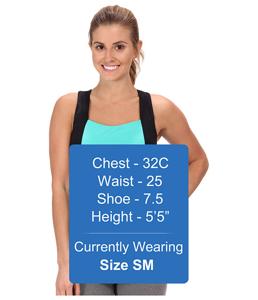 Chest - 32C
Waist - 25
Shoe - 7.5
Height - 5’5”
Currently Wearing
Size SM